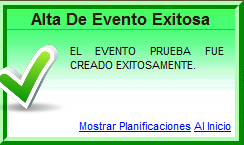 Alta De Evento Exitosa
EL EVENTO PRUEBA FUE
CREADO EXITOSAMENTE.
Mostrar Planificaciones Al Inicio